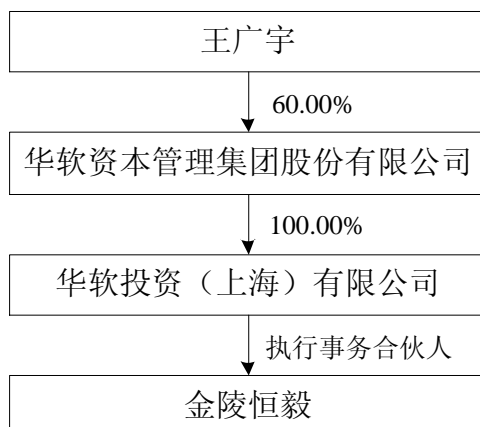 王广宇
60.00%
华软资本管理集团股份有限公司
100.00%
华软投资（上海）有限公司
执行事务合伙人
金陵恒毅